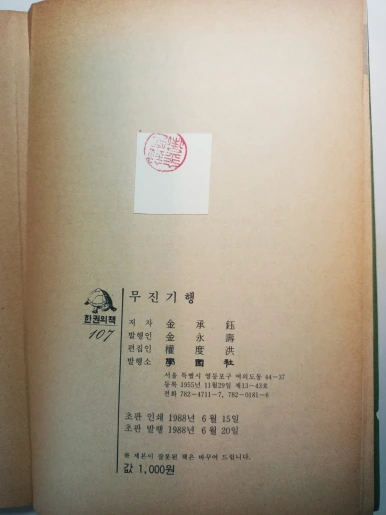 무진기행
한권의책
107
저 자 金承鈺
발행인 金永壽
편집인 權度洪
발행소 學園社
서울 특별시 영등포구 여의도동 44-37
등록 1955년 11월29일 제13-43호
전화 782-4711~7, 782-0181~6
초판 인쇄 1988년 6월 15일
초판 발행 1988년 6월 20일
※ 제본이 잘못된 책은 바꾸어 드립니다.
값 1,000원